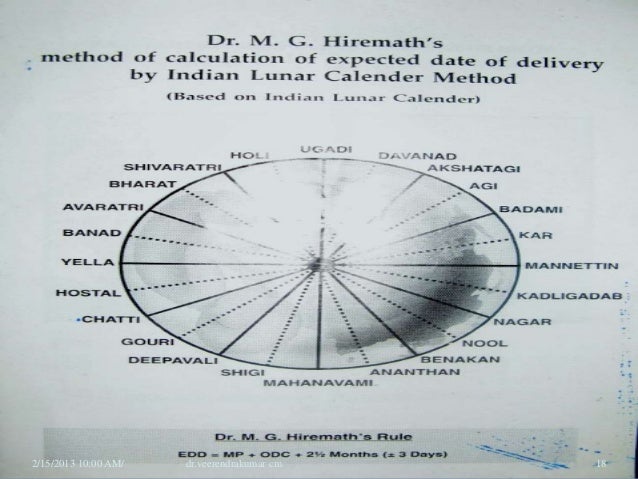 Dr. M. G. Hiremath's
method of calculation of expected date of delivery
by Indian Lunar Calender Method
(Based on Indian Lunar Calender)
UGADI
HOLI
DAVANAD
SHIVARATRI
AKSHATAGI
BHARAT
AGI
AVARATRI
BADAMI
BANAD
KAR
YELLA
MANNETTIN
HOSTAL
KADLIGADAB
CHATTI
NAGAR
GOURI
NOOL
DEEPAVALI
BENAKAN
SHIGI
ANANTHAN
MAHANAVAMI
Dr. M. G. Hiremath's Rule
EDD = MP + ODC + 2½ Months (± 3 Days)
2/15/2013 10:00 AM/
dr.veerendrakumar cm
18